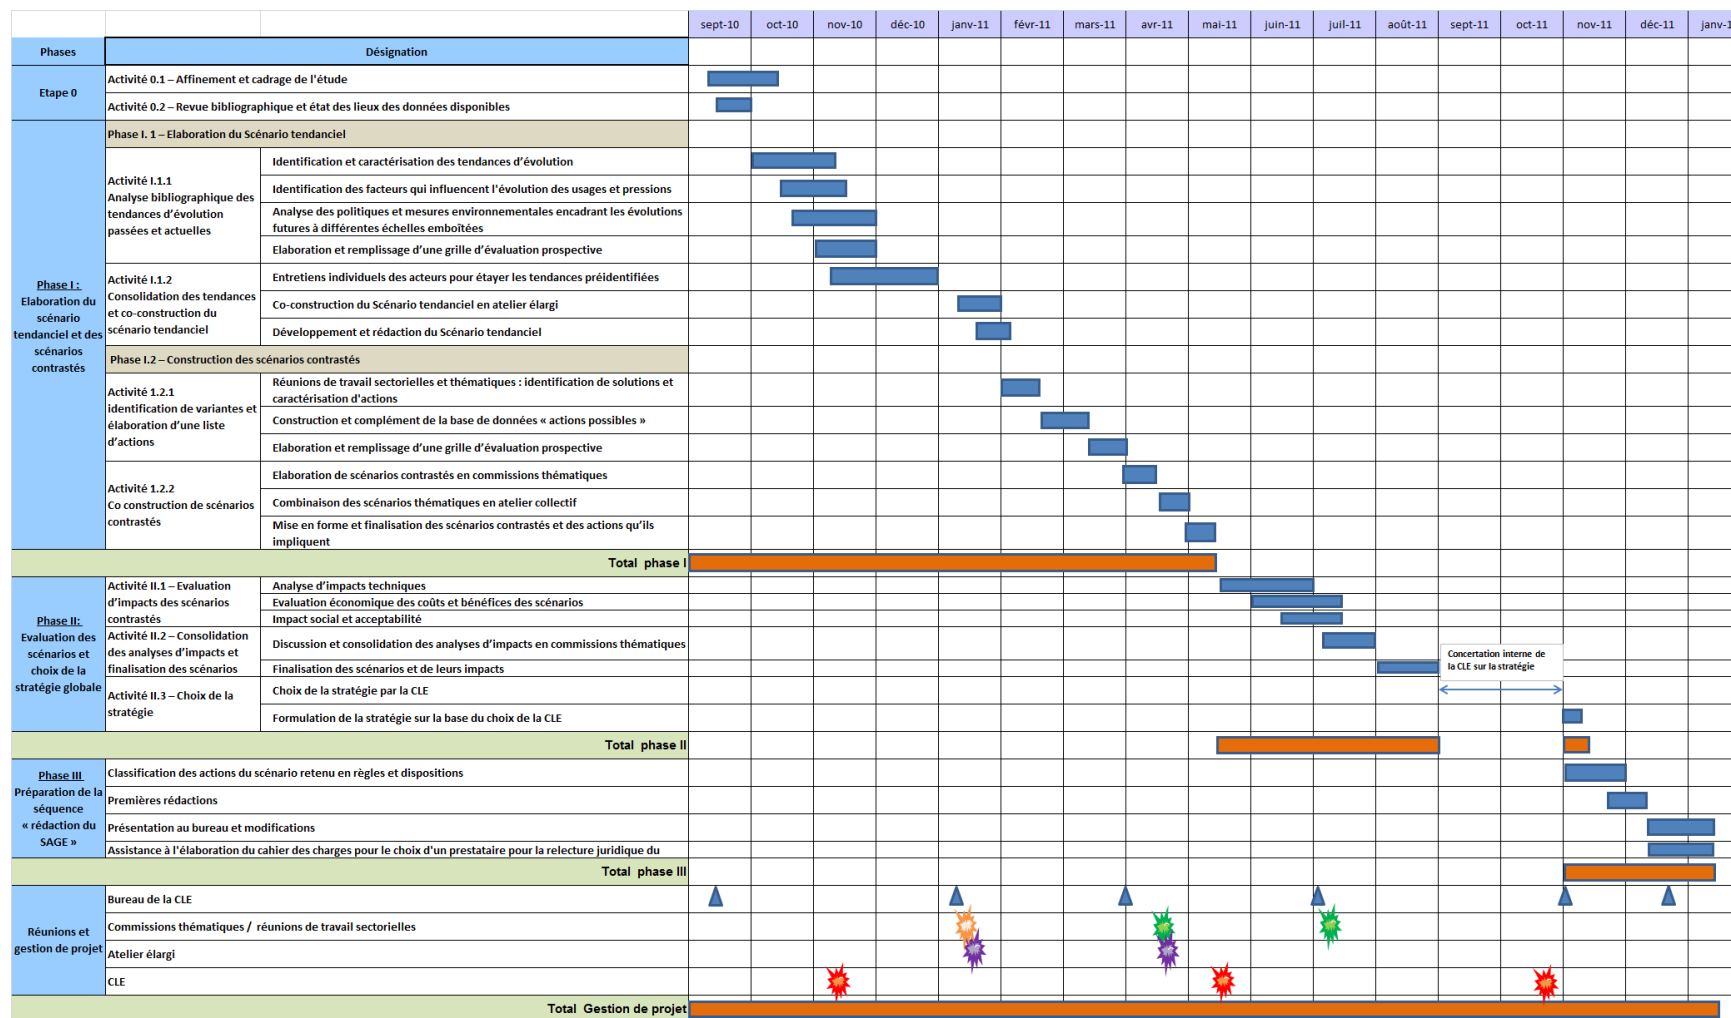 sept-10 oct-10 nov-10 déc-10 janv-11 févr-11 mars-11 avr-11 mai-11 juin-11 juil-11 août-11 sept-11 oct-11 nov-11 déc-11 janv-1
Phases Désignation
Etape 0
Activité 0.1 – Affinement et cadrage de l'étude
Activité 0.2 – Revue bibliographique et état des lieux des données disponibles
Phase I :
Elaboration du
scénario
tendanciel et des
scénarios
contrastés
Phase I. 1 – Elaboration du Scénario tendanciel
Activité I.1.1
Analyse bibliographique des
tendances d'évolution
passées et actuelles
Identification et caractérisation des tendances d'évolution
Identification des facteurs qui influencent l'évolution des usages et pressions
Analyse des politiques et mesures environnementales encadrant les évolutions
futures à différentes échelles emboîtées
Elaboration et remplissage d'une grille d'évaluation prospective
Activité I.1.2
Consolidation des tendances
et co-construction du
scénario tendanciel
Entretiens individuels des acteurs pour étayer les tendances préidentifiées
Co-construction du Scénario tendanciel en atelier élargi
Développement et rédaction du Scénario tendanciel
Phase I.2 – Construction des scénarios contrastés
Activité 1.2.1
identification de variantes et
élaboration d'une liste
d'actions
Réunions de travail sectorielles et thématiques : identification de solutions et
caractérisation d'actions
Construction et complément de la base de données « actions possibles »
Elaboration et remplissage d'une grille d'évaluation prospective
Activité 1.2.2
Co construction de scénarios
contrastés
Elaboration de scénarios contrastés en commissions thématiques
Combinaison des scénarios thématiques en atelier collectif
Mise en forme et finalisation des scénarios contrastés et des actions qu'ils
impliquent
Total phase I
Phase II:
Evaluation des
scénarios et
choix de la
stratégie globale
Activité II.1 – Evaluation
d'impacts des scénarios
contrastés
Analyse d'impacts techniques
Evaluation économique des coûts et bénéfices des scénarios
Impact social et acceptabilité
Activité II.2 – Consolidation
des analyses d'impacts et
finalisation des scénarios
Discussion et consolidation des analyses d'impacts en commissions thématiques
Finalisation des scénarios et de leurs impacts
Concertation interne de
la CLE sur la stratégie
Activité II.3 – Choix de la
stratégie
Choix de la stratégie par la CLE
Formulation de la stratégie sur la base du choix de la CLE
Total phase II
Phase III
Préparation de la
séquence
« rédaction du
SAGE »
Classification des actions du scénario retenu en règles et dispositions
Premières rédactions
Présentation au bureau et modifications
Assistance à l'élaboration du cahier des charges pour le choix d'un prestataire pour la relecture juridique du
Total phase III
Réunions et
gestion de projet
Bureau de la CLE
Commissions thématiques / réunions de travail sectorielles
Atelier élargi
CLE
Total Gestion de projet